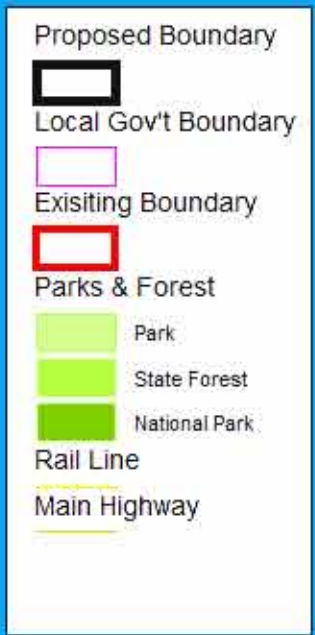 Proposed Boundary
Local Gov't Boundary
Exisiting Boundary
Parks & Forest
Park
State Forest
National Park
Rail Line
Main Highway